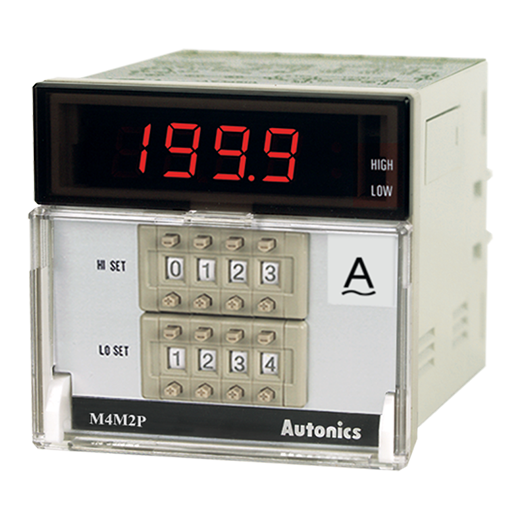 199.9
HIGH
LOW
HI SET
0 1 2 3
A
LO SET
1 2 3 4
M4M2P
Autonics